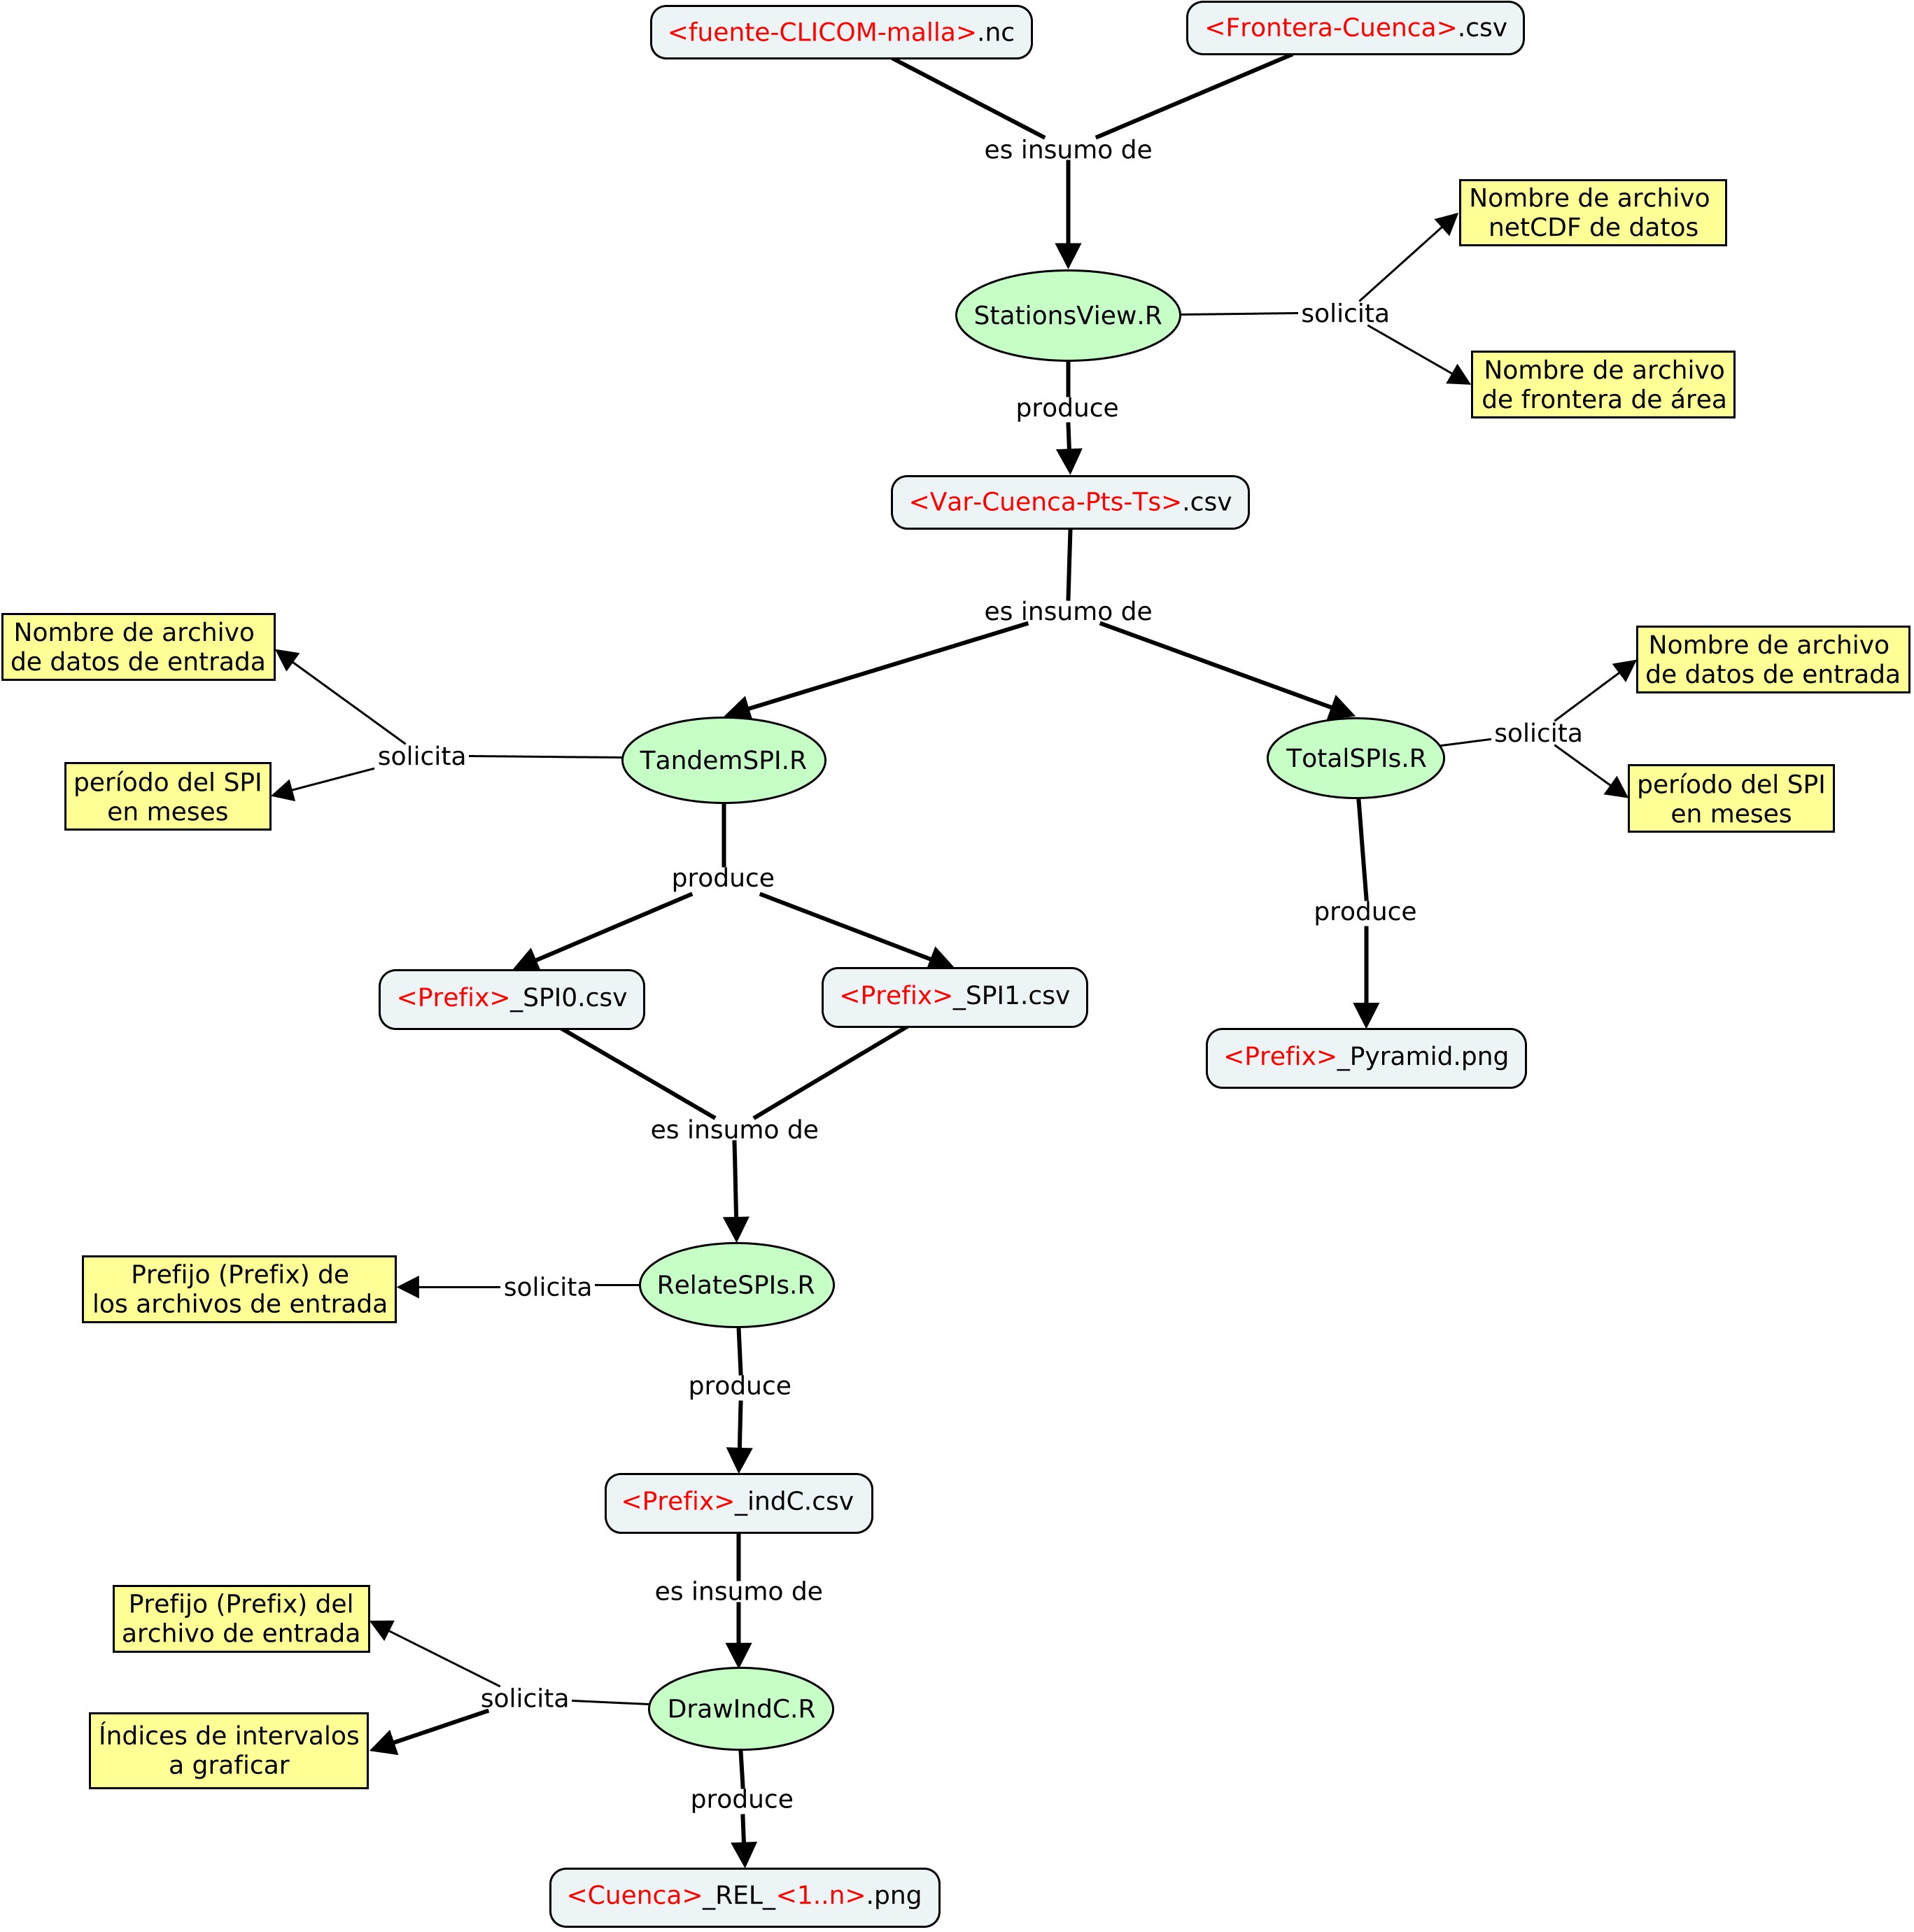 <fuente-CLICOM-malla>.nc
<Frontera-Cuenca>.csv
es insumo de
Nombre de archivo
netCDF de datos
StationsView.R
solicita
Nombre de archivo
de frontera de área
produce
<Var-Cuenca-Pts-Ts>.csv
es insumo de
Nombre de archivo
de datos de entrada
Nombre de archivo
de datos de entrada
solicita
TandemSPI.R
TotalSPIs.R
solicita
período del SPI
en meses
período del SPI
en meses
produce
produce
<Prefix>_SPI0.csv
<Prefix>_SPI1.csv
<Prefix>_Pyramid.png
es insumo de
Prefijo (Prefix) de
los archivos de entrada
solicita
RelateSPIs.R
produce
<Prefix>_indC.csv
es insumo de
Prefijo (Prefix) del
archivo de entrada
solicita
DrawIndC.R
Índices de intervalos
a graficar
produce
<Cuenca>_REL_<1..n>.png